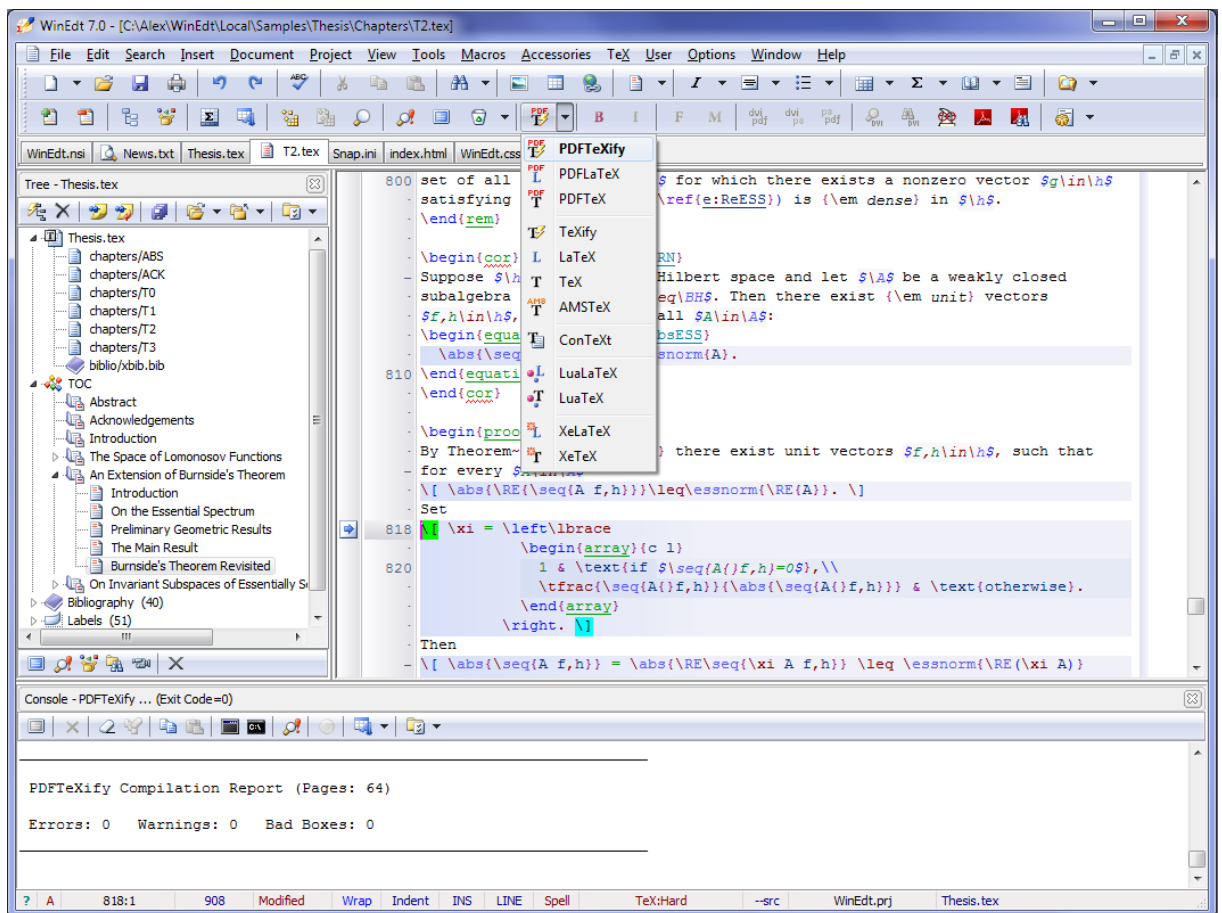 WinEdt 7.0 - [C:\Alex\WinEdt\Local\Samples\Thesis\Chapters\T2.tex]
File Edit Search Insert Document Project View Tools Macros Accessories TeX User Options Window Help
WinEdt.nsi News.txt Thesis.tex T2.tex Snap.ini index.html WinEdt.css
PDFTeXify
PDFLaTeX
PDFTeX
TeXify
LaTeX
TeX
AMSTeX
ConTeXt
LuaLaTeX
LuaTeX
XeLaTeX
XeTeX
Tree - Thesis.tex
Thesis.tex
chapters/ABS
chapters/ACK
chapters/T0
chapters/T1
chapters/T2
chapters/T3
biblio/xbib.bib
TOC
Abstract
Acknowledgements
Introduction
The Space of Lomonosov Functions
An Extension of Burnside's Theorem
Introduction
On the Essential Spectrum
Preliminary Geometric Results
The Main Result
Burnside's Theorem Revisited
On Invariant Subspaces of Essentially S
Bibliography (40)
Labels (51)
800 set of all $ for which there exists a nonzero vector $g\in\h$
satisfying \ref{e:ReESS}) is {\em dense} in $\h$.
\end{rem}
\begin{cor} RN}
Suppose $\h Hilbert space and let $\A$ be a weakly closed
subalgebra eq\BH$. Then there exist {\em unit} vectors
$f,h\in\h$, all $A\in\A$:
\begin{equa bsESS}
\abs{\seq snorm{A}.
810 \end{equati
\end{cor}
\begin{proo
By Theorem~ } there exist unit vectors $f,h\in\h$, such that
for every $A\in\A$
\[ \abs{\RE{\seq{A f,h}}}\leq\essnorm{\RE{A}}. \]
Set
818 \[ \xi = \left\lbrace
\begin{array}{c l}
820 1 & \text{if $\seq{A{}f,h}=0$},\\
\tfrac{\seq{A{}f,h}}{\abs{\seq{A{}f,h}}} & \text{otherwise}.
\end{array}
\right. \]
Then
\[ \abs{\seq{A f,h}} = \abs{\RE\seq{\xi A f,h}} \leq \essnorm{\RE(\xi A)}
Console - PDFTeXify ... (Exit Code=0)
PDFTeXify Compilation Report (Pages: 64)
Errors: 0 Warnings: 0 Bad Boxes: 0
? A 818:1 908 Modified Wrap Indent INS LINE Spell TeX:Hard --src WinEdt.prj Thesis.tex